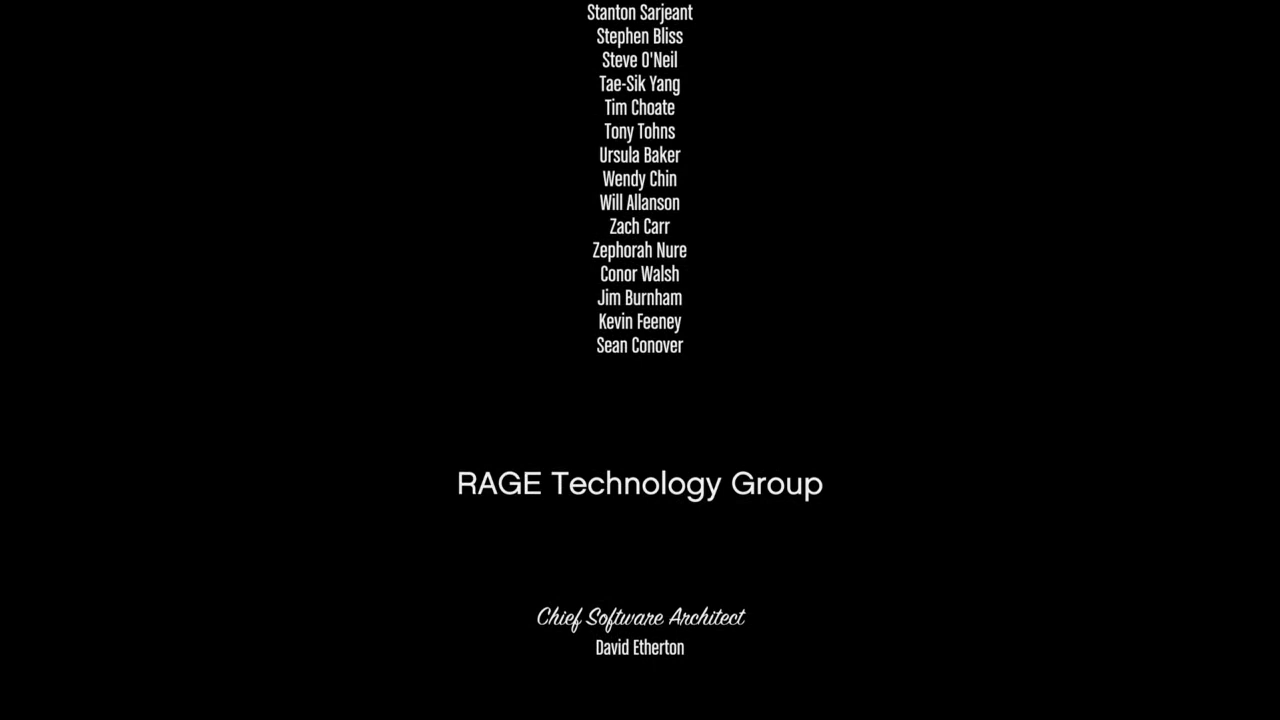 Stanton Sarjeant
Stephen Bliss
Steve O'Neil
Tae-Sik Yang
Tim Choate
Tony Tohns
Ursula Baker
Wendy Chin
Will Allanson
Zach Carr
Zephorah Nure
Conor Walsh
Jim Burnham
Kevin Feeney
Sean Conover
RAGE Technology Group
Chief Software Architect
David Etherton